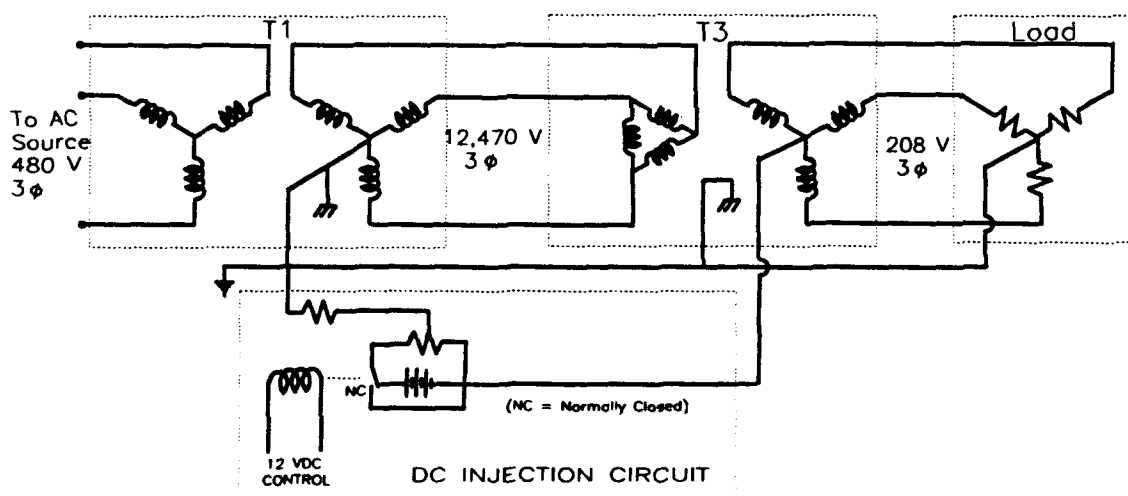 T1
T3
Load
To AC
Source
480 V
3ϕ
12,470 V
3ϕ
208 V
3ϕ
NC
(NC = Normally Closed)
12 VDC
CONTROL
DC INJECTION CIRCUIT